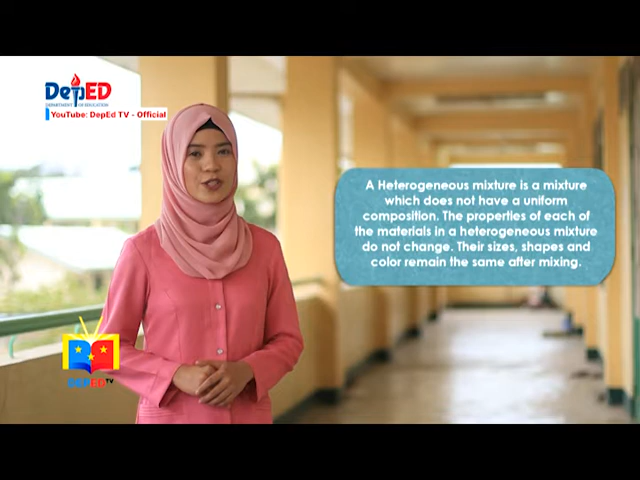 DepED
DEPARTMENT OF EDUCATION
YouTube: DepEd TV - Official
A Heterogeneous mixture is a mixture
which does not have a uniform
composition. The properties of each of
the materials in a heterogeneous mixture
do not change. Their sizes, shapes and
color remain the same after mixing.
DepED TV